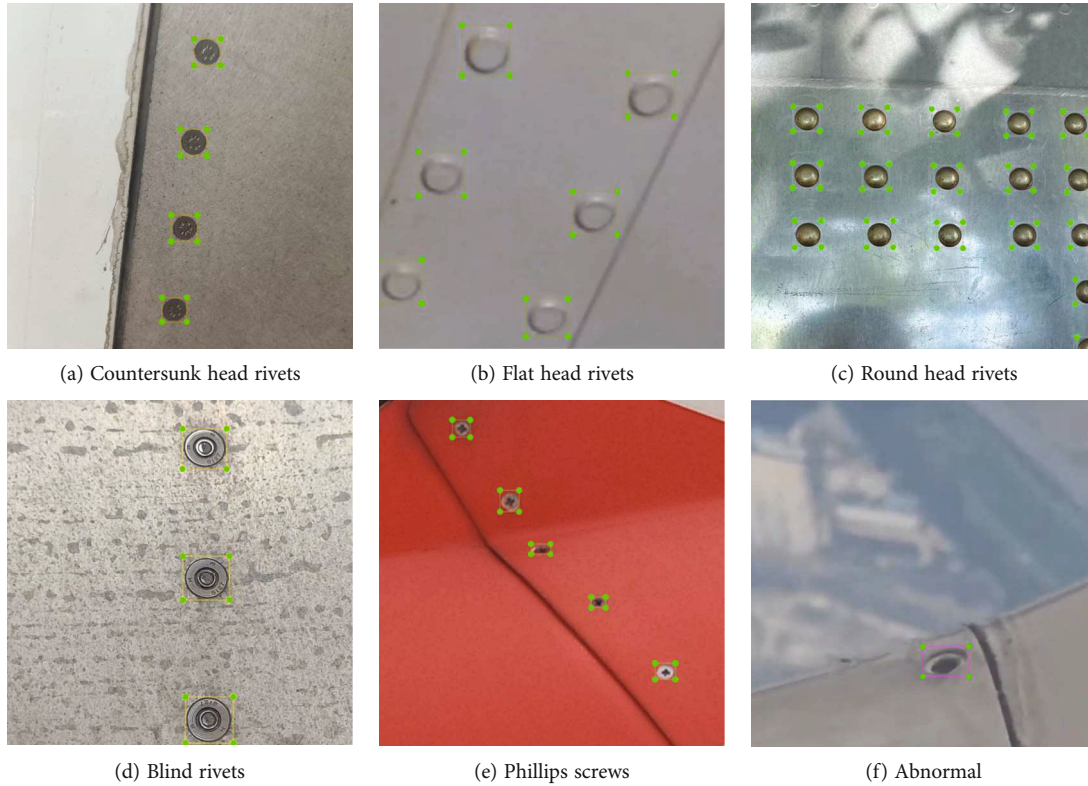 (a) Countersunk head rivets
(b) Flat head rivets
(c) Round head rivets
(d) Blind rivets
(e) Phillips screws
(f) Abnormal